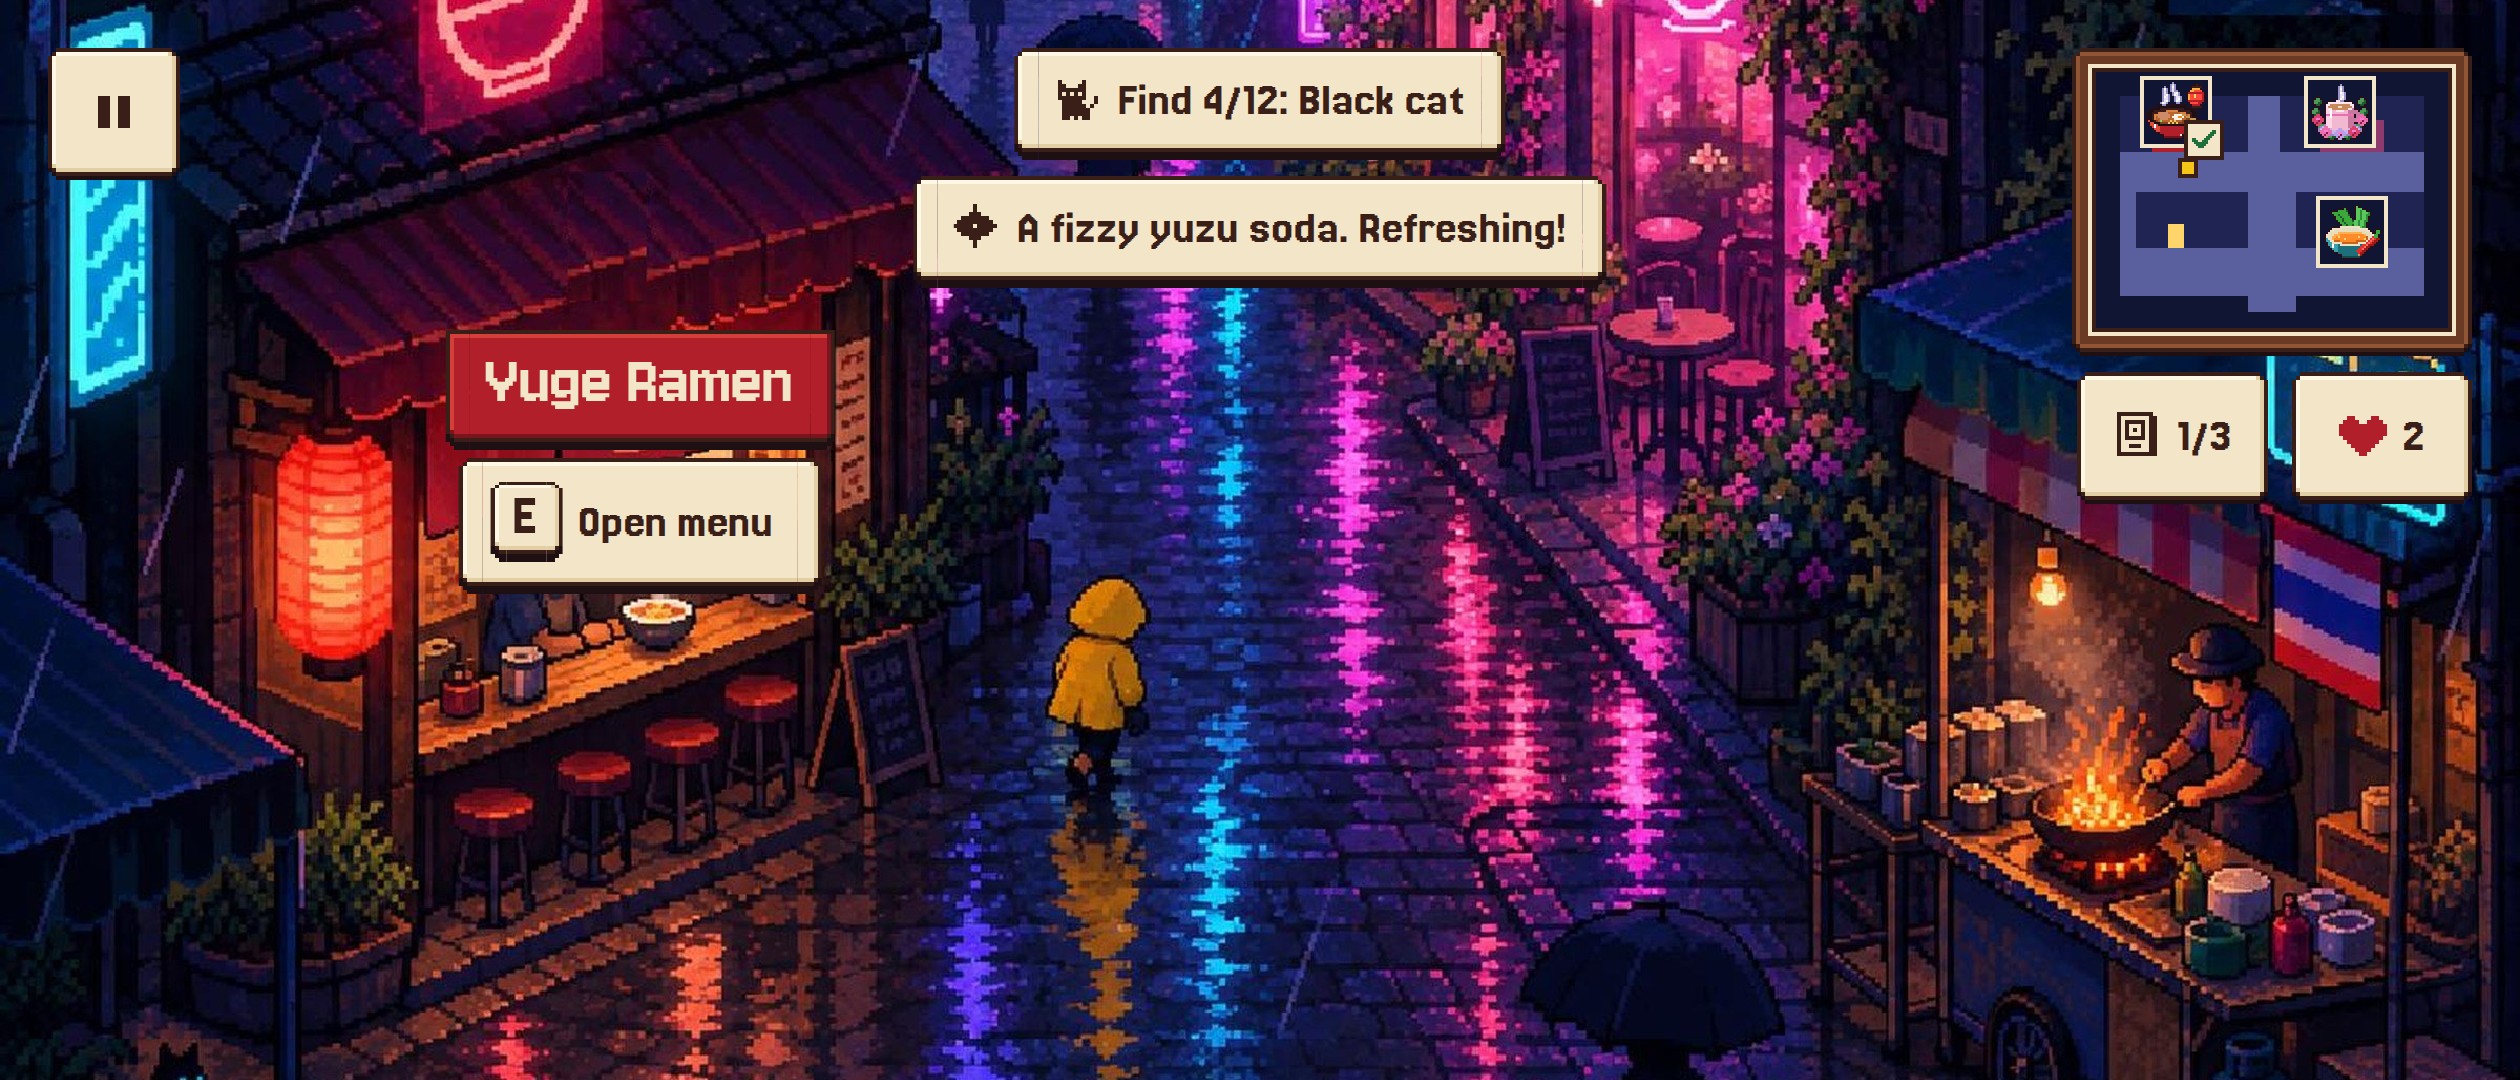 Find 4/12: Black cat
A fizzy yuzu soda. Refreshing!
Yuge Ramen
E Open menu
1/3
2